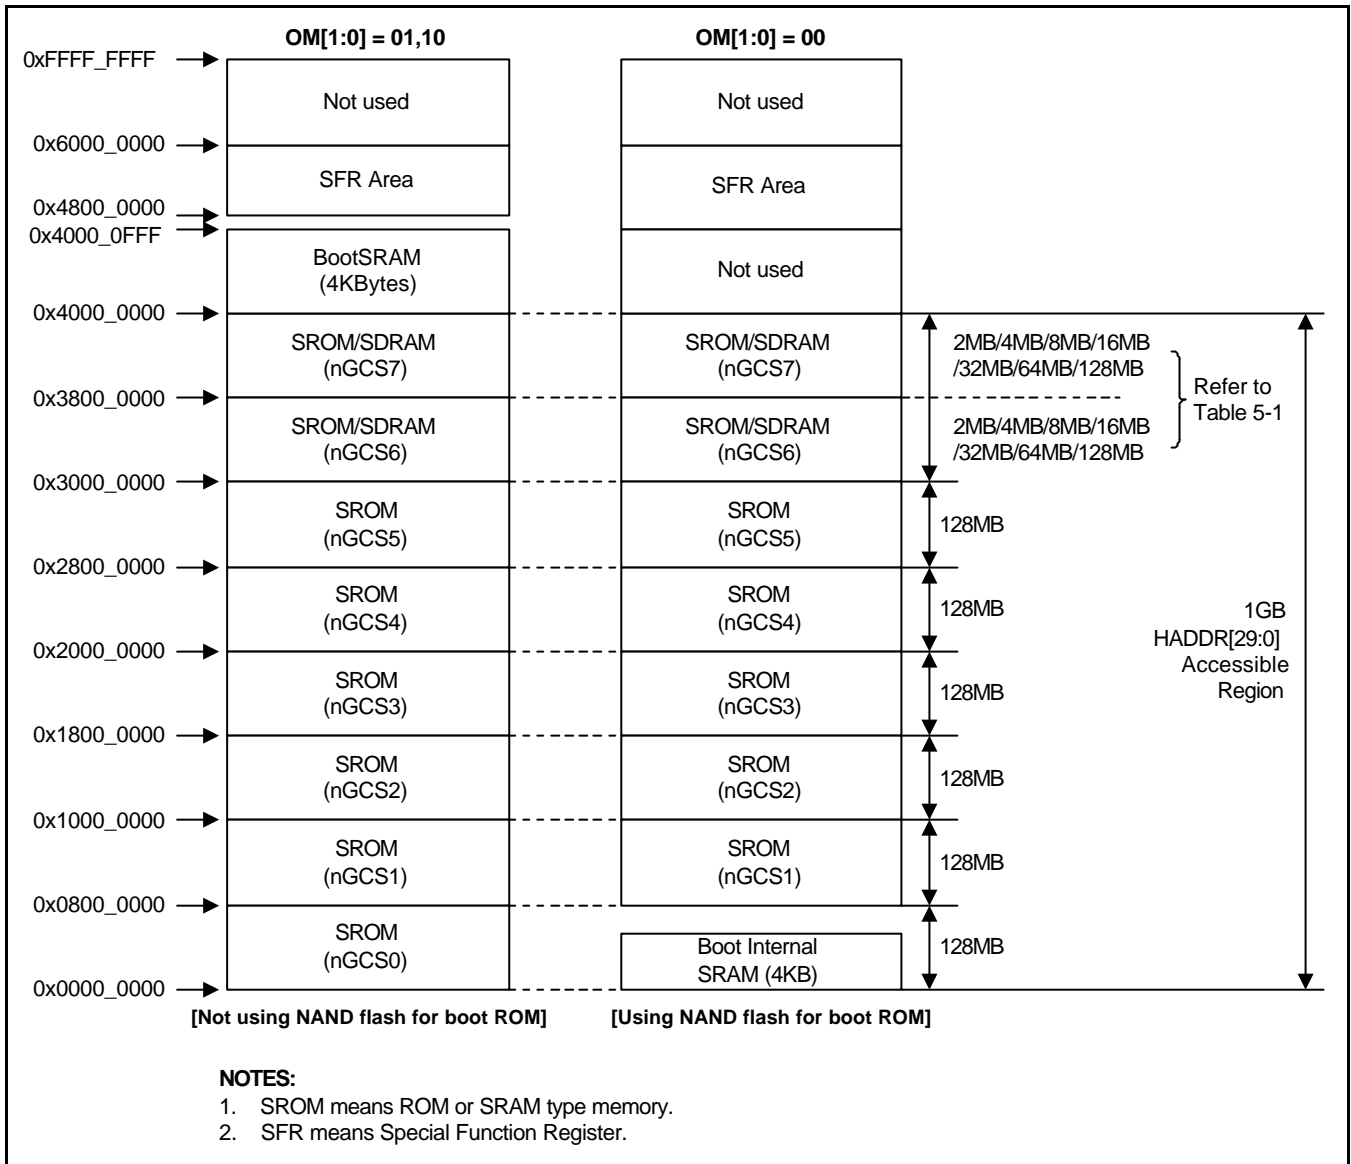 OM[1:0] = 01,10
OM[1:0] = 00
0xFFFF_FFFF
Not used
Not used
0x6000_0000
SFR Area
SFR Area
0x4800_0000
0x4000_0FFF
BootSRAM
(4KBytes)
Not used
0x4000_0000
SROM/SDRAM
(nGCS7)
SROM/SDRAM
(nGCS7)
2MB/4MB/8MB/16MB
/32MB/64MB/128MB
Refer to
Table 5-1
0x3800_0000
SROM/SDRAM
(nGCS6)
SROM/SDRAM
(nGCS6)
2MB/4MB/8MB/16MB
/32MB/64MB/128MB
0x3000_0000
SROM
(nGCS5)
SROM
(nGCS5)
128MB
0x2800_0000
SROM
(nGCS4)
SROM
(nGCS4)
128MB
1GB
HADDR[29:0]
Accessible
Region
0x2000_0000
SROM
(nGCS3)
SROM
(nGCS3)
128MB
0x1800_0000
SROM
(nGCS2)
SROM
(nGCS2)
128MB
0x1000_0000
SROM
(nGCS1)
SROM
(nGCS1)
128MB
0x0800_0000
SROM
(nGCS0)
Boot Internal
SRAM (4KB)
128MB
0x0000_0000
[Not using NAND flash for boot ROM]
[Using NAND flash for boot ROM]
NOTES:
1. SROM means ROM or SRAM type memory.
2. SFR means Special Function Register.